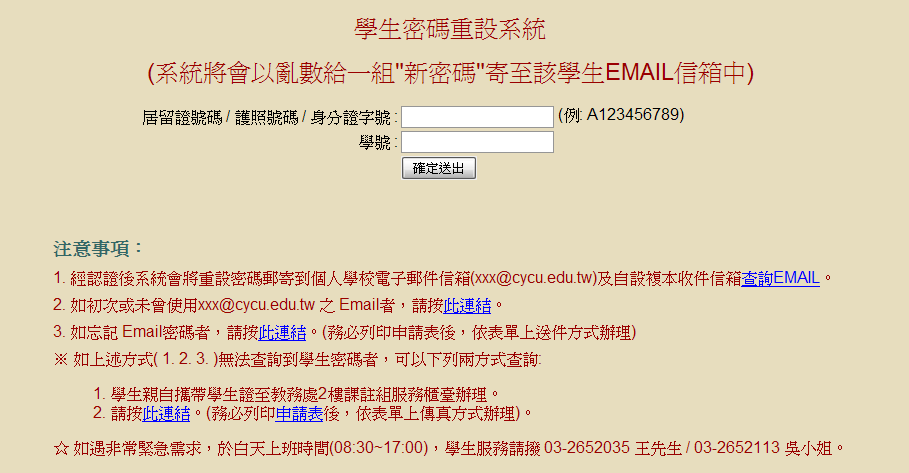 學生密碼重設系統
(系統將會以亂數給一組"新密碼"寄至該學生EMAIL信箱中)
居留證號碼 / 護照號碼 / 身分證字號 : (例: A123456789)
學號 :
確定送出
注意事項：
1. 經認證後系統會將重設密碼郵寄到個人學校電子郵件信箱(xxx@cycu.edu.tw)及自設複本收件信箱查詢EMAIL。
2. 如初次或未曾使用xxx@cycu.edu.tw 之 Email者，請按此連結。
3. 如忘記 Email密碼者，請按此連結。(務必列印申請表後，依表單上送件方式辦理)
※ 如上述方式( 1. 2. 3. )無法查詢到學生密碼者，可以下列兩方式查詢:
1. 學生親自攜帶學生證至教務處2樓課註組服務櫃臺辦理。
2. 請按此連結。(務必列印申請表後，依表單上傳真方式辦理)。
☆ 如遇非常緊急需求，於白天上班時間(08:30~17:00)，學生服務請撥 03-2652035 王先生 / 03-2652113 吳小姐。